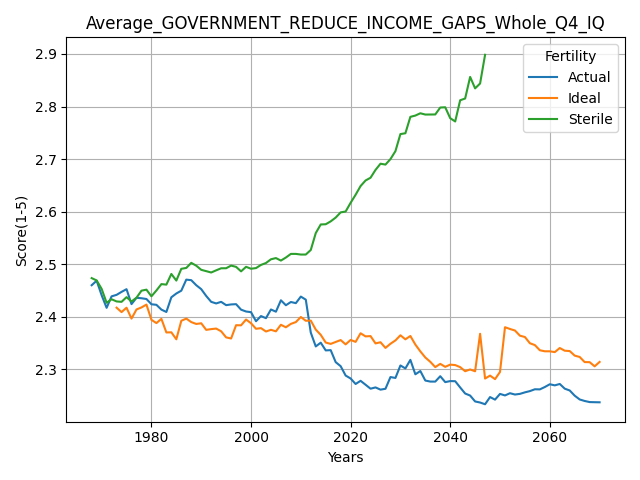 Average_GOVERNMENT_REDUCE_INCOME_GAPS_Whole_Q4_IQ
Fertility
Actual
Ideal
Sterile
Score(1-5)
2.9
2.8
2.7
2.6
2.5
2.4
2.3
1980
2000
2020
2040
2060
Years